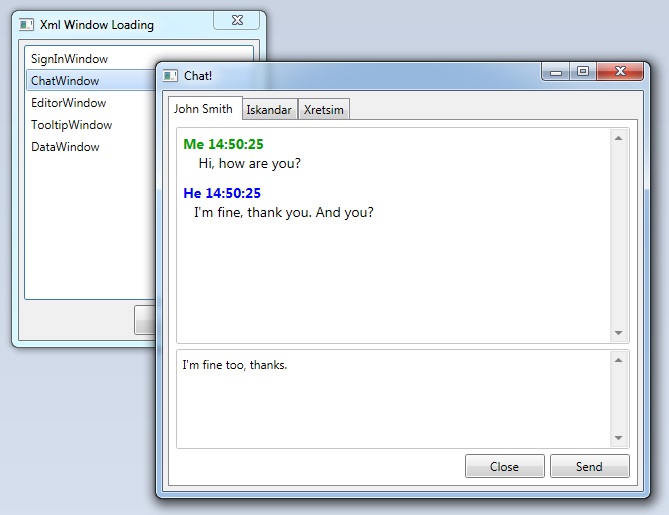 Xml Window Loading
SignInWindow
ChatWindow
EditorWindow
TooltipWindow
DataWindow
Chat!
John Smith
Iskandar
Xretsim
Me 14:50:25
Hi, how are you?
He 14:50:25
I'm fine, thank you. And you?
I'm fine too, thanks.
Close
Send